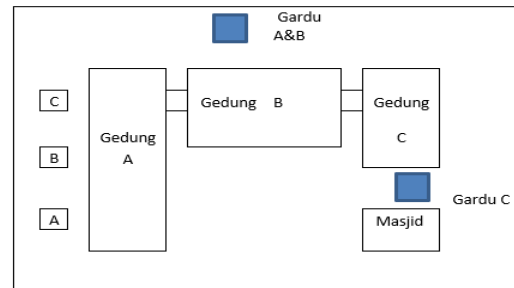 Gardu
A&B
C
B
A
Gedung
A
Gedung B
Gedung
C
Gardu C
Masjid